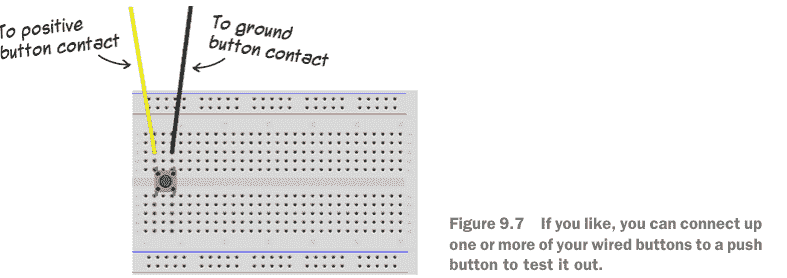 To positive
button contact
To ground
button contact
Figure 9.7 If you like, you can connect up
one or more of your wired buttons to a push
button to test it out.